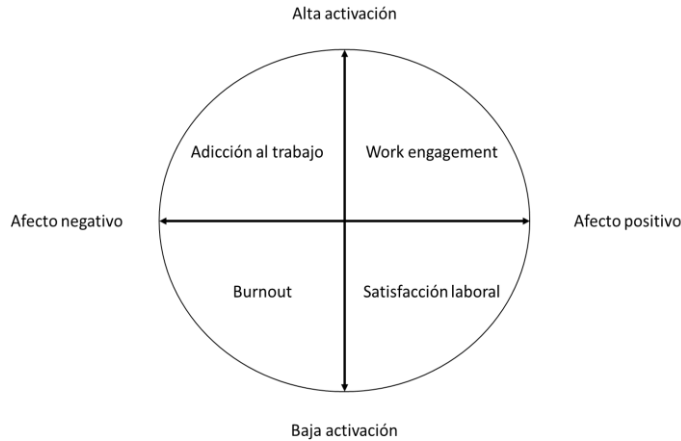 Alta activación
Adicción al trabajo
Work engagement
Afecto negativo
Afecto positivo
Burnout
Satisfacción laboral
Baja activación